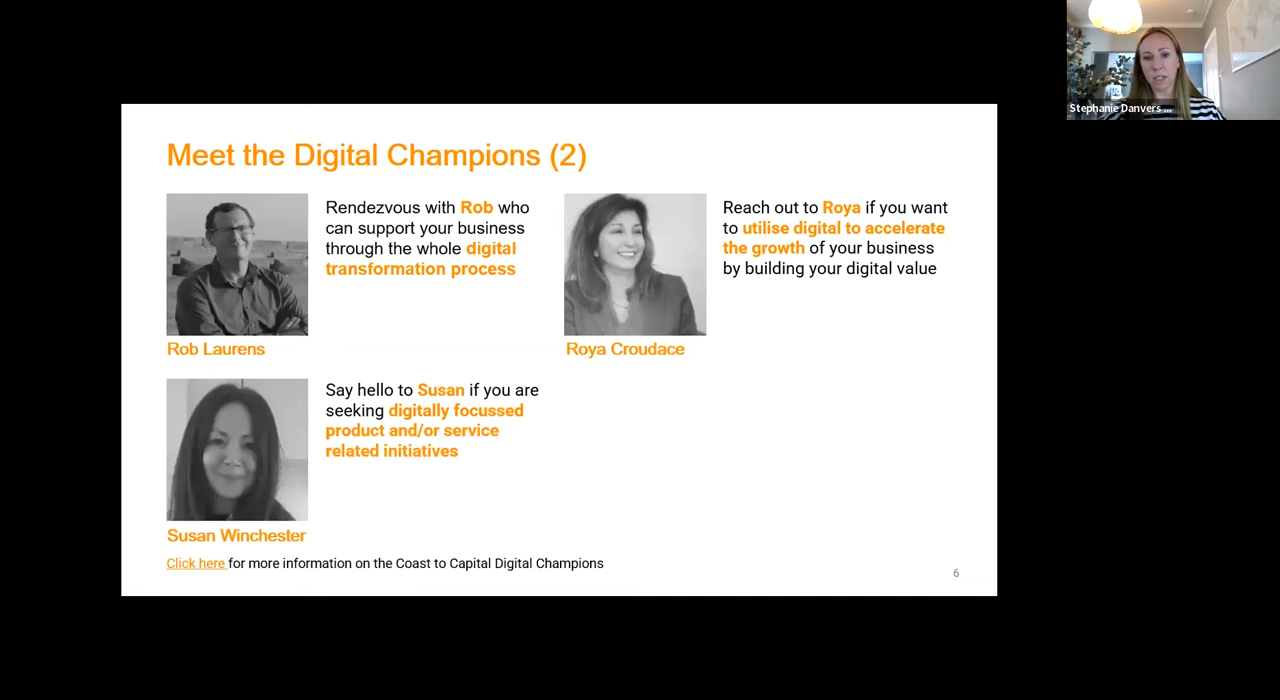 Stephanie Danvers ...
Meet the Digital Champions (2)
Rendezvous with Rob who
can support your business
through the whole digital
transformation process
Rob Laurens
Reach out to Roya if you want
to utilise digital to accelerate
the growth of your business
by building your digital value
Roya Croudace
Say hello to Susan if you are
seeking digitally focussed
product and/or service
related initiatives
Susan Winchester
Click here for more information on the Coast to Capital Digital Champions
6